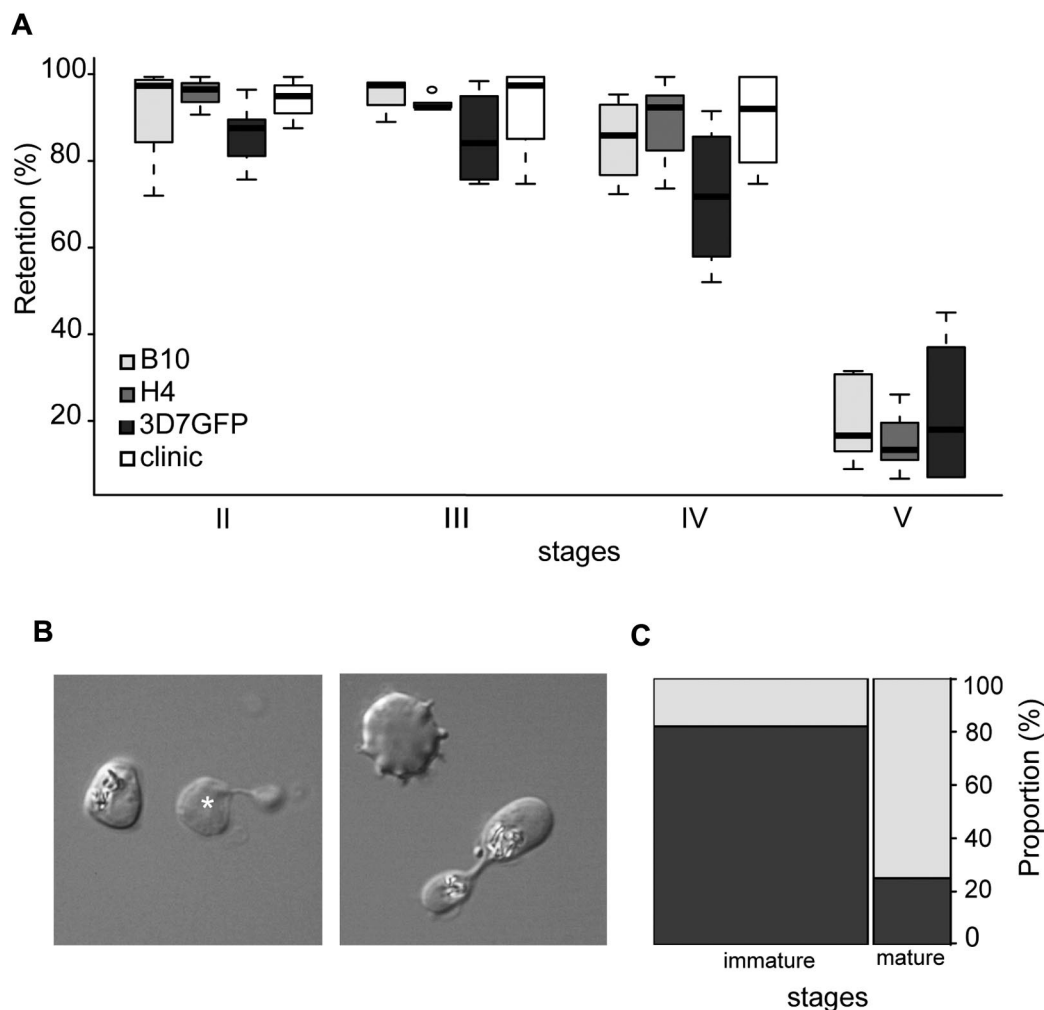 A
100
80
60
40
20
Retention (%)
B10
H4
3D7GFP
clinic
II
III
IV
V
stages
B
*
C
100
80
60
40
20
0
Proportion (%)
immature
mature
stages